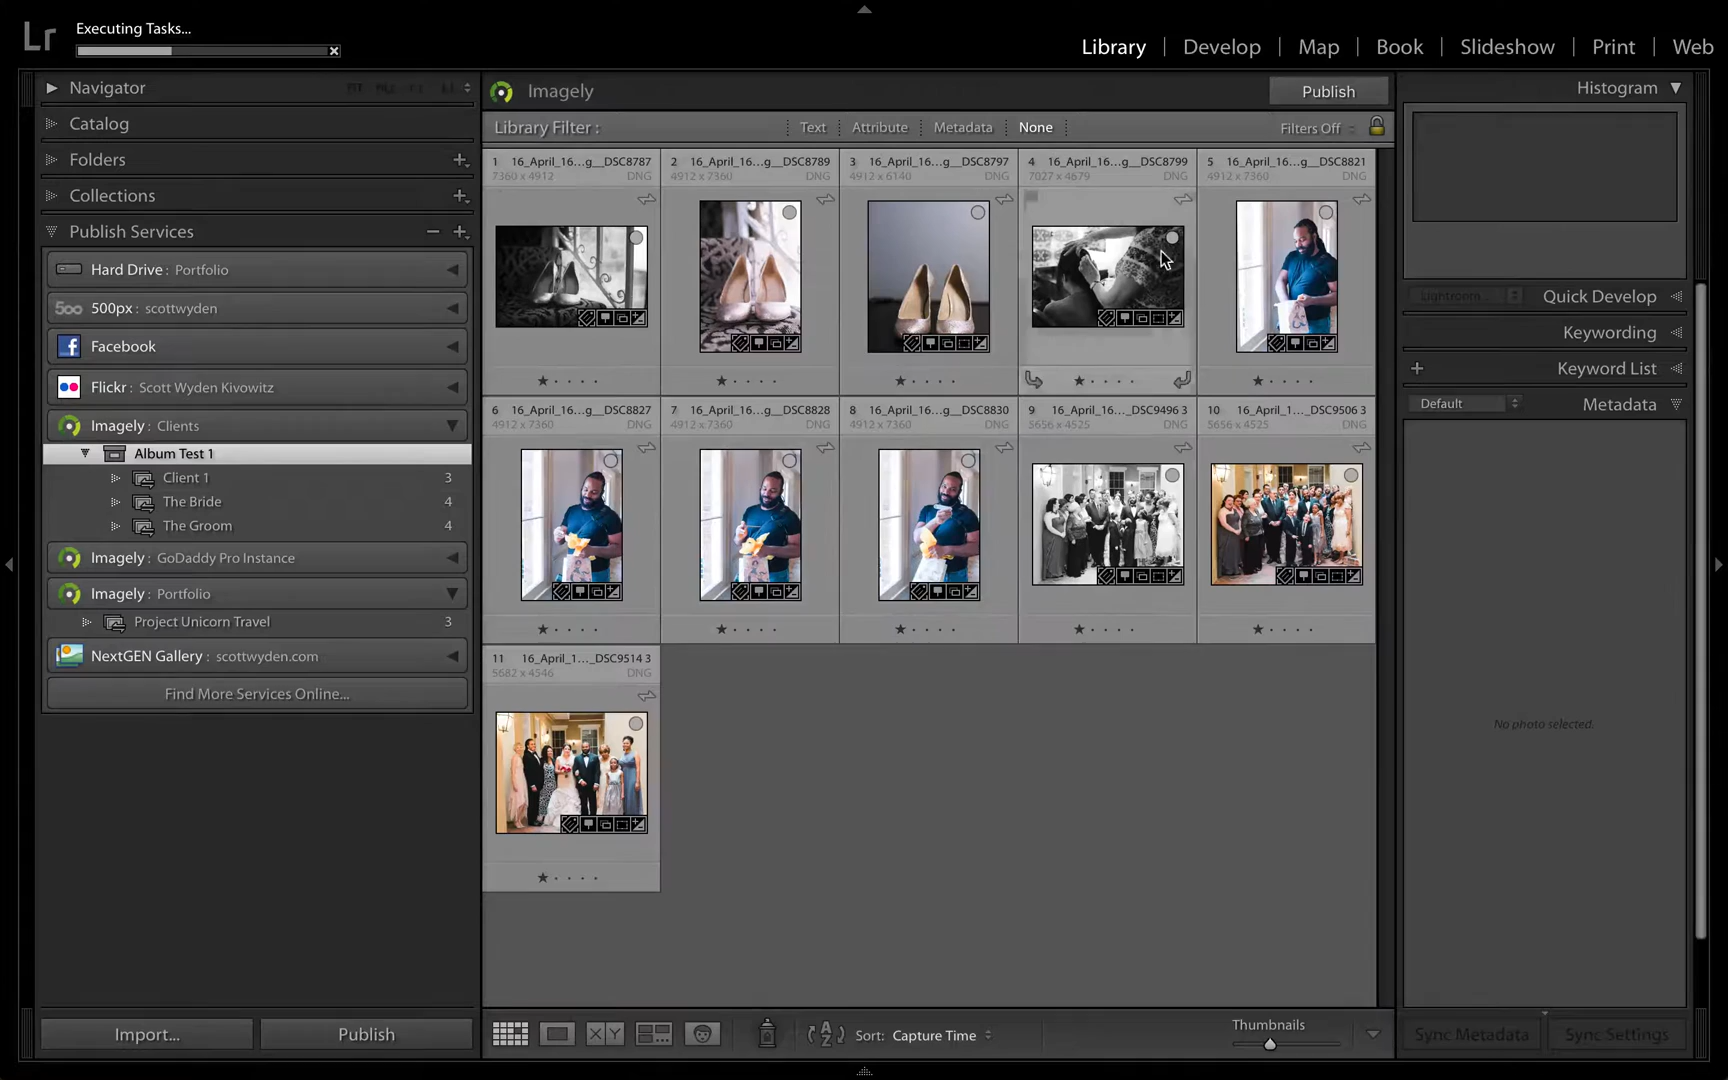 Lr
Executing Tasks...
Library | Develop | Map | Book | Slideshow | Print | Web
Navigator
Catalog
Folders
Collections
Publish Services
Hard Drive : Portfolio
500 500px : scottwyden
Facebook
Flickr : Scott Wyden Kivowitz
Imagely : Clients
Album Test 1
Client 1 3
The Bride 4
The Groom 4
Imagely : GoDaddy Pro Instance
Imagely : Portfolio
Project Unicorn Travel 3
NextGEN Gallery : scottwyden.com
Find More Services Online...
Import... Publish
Imagely Publish
Library Filter : Text | Attribute | Metadata | None | Filters Off
1 16_April_16...g__DSC8787
7360 x 4912 DNG
2 16_April_16...g__DSC8789
4912 x 7360 DNG
3 16_April_16...g__DSC8797
4912 x 6140 DNG
4 16_April_16...g__DSC8799
7027 x 4679 DNG
5 16_April_16...g__DSC8821
4912 x 7360 DNG
6 16_April_16...g__DSC8827
4912 x 7360 DNG
7 16_April_16...g__DSC8828
4912 x 7360 DNG
8 16_April_16...g__DSC8830
4912 x 7360 DNG
9 16_April_16...g__DSC9496 3
5656 x 4525 DNG
10 16_April_1..._DSC9506 3
5656 x 4525 DNG
11 16_April_1..._DSC9514 3
5682 x 4546 DNG
Sort: Capture Time
Thumbnails
Histogram
Lightroom... Quick Develop
Keywording
Keyword List
Default Metadata
No photo selected.
Sync Metadata Sync Settings